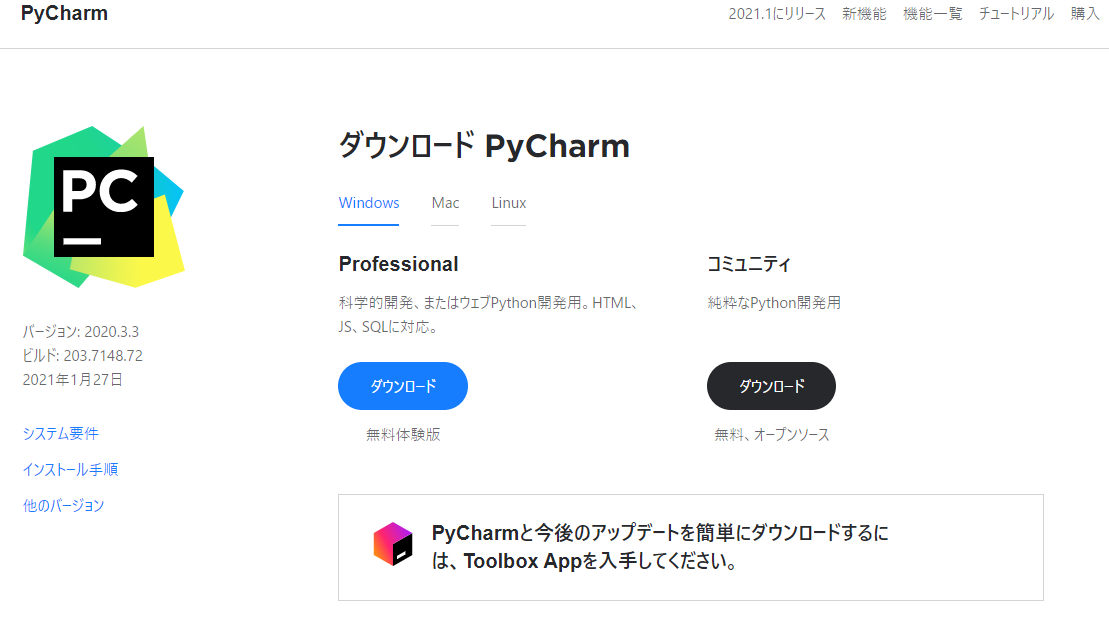 PyCharm
2021.1にリリース 新機能 機能一覧 チュートリアル 購入
PC
ダウンロード PyCharm
Windows Mac Linux
Professional
科学的開発、またはウェブPython開発用。HTML、
JS、SQLに対応。
ダウンロード
無料体験版
コミュニティ
純粋なPython開発用
ダウンロード
無料、オープンソース
バージョン: 2020.3.3
ビルド: 203.7148.72
2021年1月27日
システム要件
インストール手順
他のバージョン
PyCharmと今後のアップデートを簡単にダウンロードするに
は、Toolbox Appを入手してください。